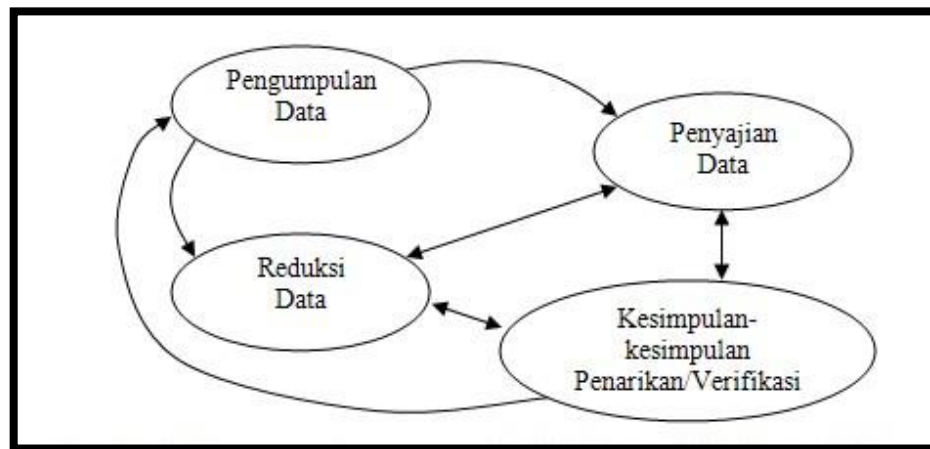 Pengumpulan
Data
Penyajian
Data
Reduksi
Data
Kesimpulan-
kesimpulan
Penarikan/Verifikasi